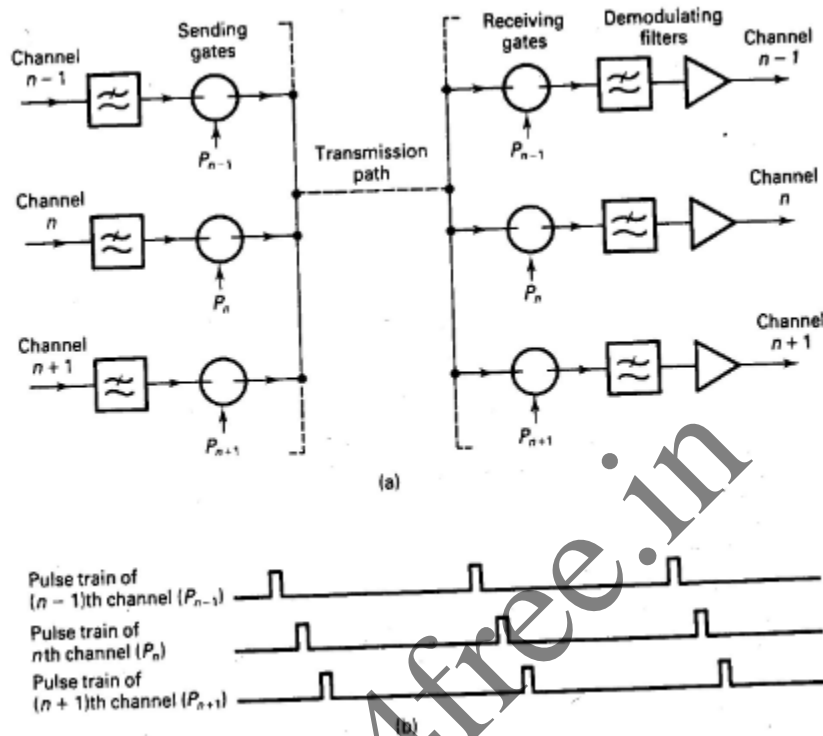 Sending gates
Receiving gates
Demodulating filters
Channel n − 1
Channel n − 1
P_{n−1}
P_{n−1}
Transmission path
Channel n
Channel n
P_n
P_n
Channel n + 1
Channel n + 1
P_{n+1}
P_{n+1}
(a)
Pulse train of
(n − 1)th channel (P_{n−1})
Pulse train of
nth channel (P_n)
Pulse train of
(n + 1)th channel (P_{n+1})
(b)
4free.in